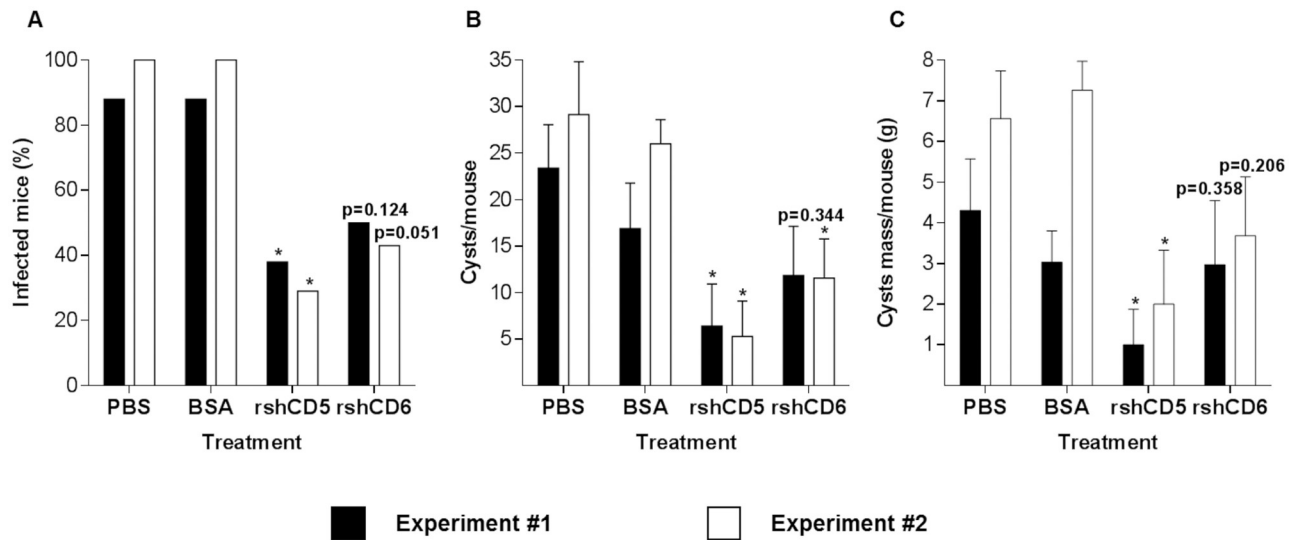 A
B
C
Infected mice (%)
100
80
60
40
20
0
*
*
p=0.124
p=0.051
PBS
BSA
rshCD5
rshCD6
Treatment
Cysts/mouse
35
30
25
20
15
10
5
*
*
p=0.344
*
PBS
BSA
rshCD5
rshCD6
Treatment
Cysts mass/mouse (g)
8
7
6
5
4
3
2
1
*
*
p=0.358
p=0.206
PBS
BSA
rshCD5
rshCD6
Treatment
Experiment #1
Experiment #2